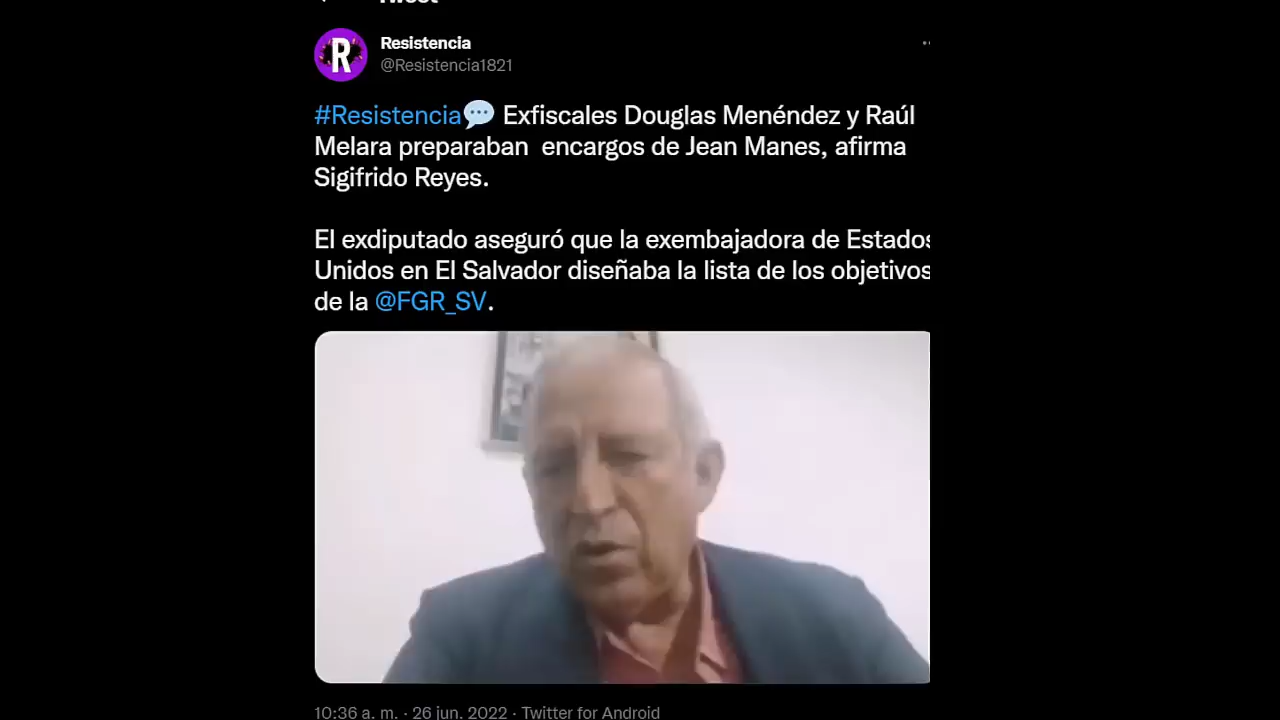 Tweet
Resistencia
@Resistencia1821
#Resistencia💬 Exfiscales Douglas Menéndez y Raúl
Melara preparaban encargos de Jean Manes, afirma
Sigifrido Reyes.
El exdiputado aseguró que la exembajadora de Estados
Unidos en El Salvador diseñaba la lista de los objetivos
de la @FGR_SV.
10:36 a. m. · 26 jun. 2022 · Twitter for Android